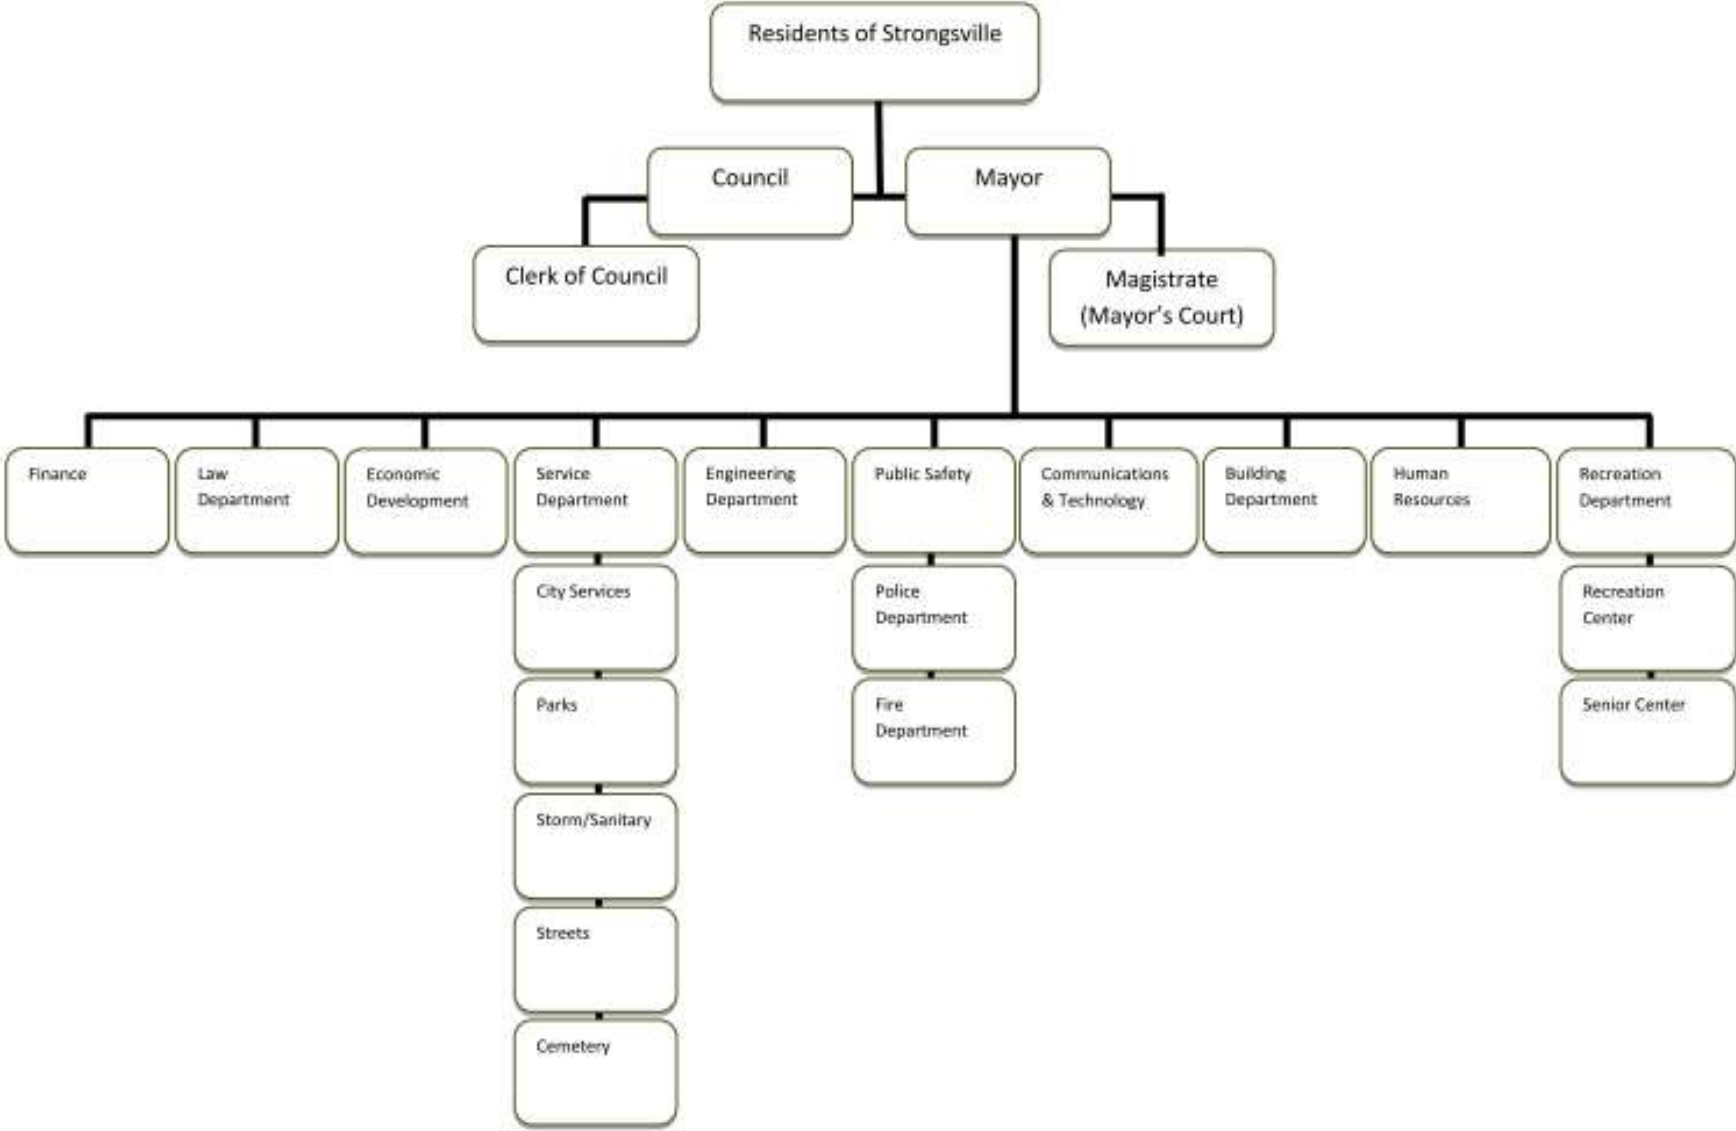 Residents of Strongsville
Council
Mayor
Clerk of Council
Magistrate
(Mayor's Court)
Finance
Law
Department
Economic
Development
Service
Department
Engineering
Department
Public Safety
Communications
& Technology
Building
Department
Human
Resources
Recreation
Department
City Services
Police
Department
Recreation
Center
Parks
Fire
Department
Senior Center
Storm/Sanitary
Streets
Cemetery